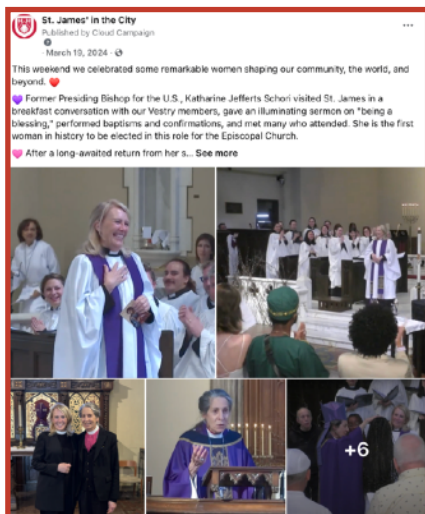 St. James' in the City
Published by Cloud Campaign
· March 19, 2024 ·
This weekend we celebrated some remarkable women shaping our community, the world, and
beyond. ❤️
💜 Former Presiding Bishop for the U.S., Katharine Jefferts Schori visited St. James in a
breakfast conversation with our Vestry members, gave an illuminating sermon on "being a
blessing," performed baptisms and confirmations, and met many who attended. She is the first
woman in history to be elected in this role for the Episcopal Church.
💗 After a long-awaited return from her s... See more
+6